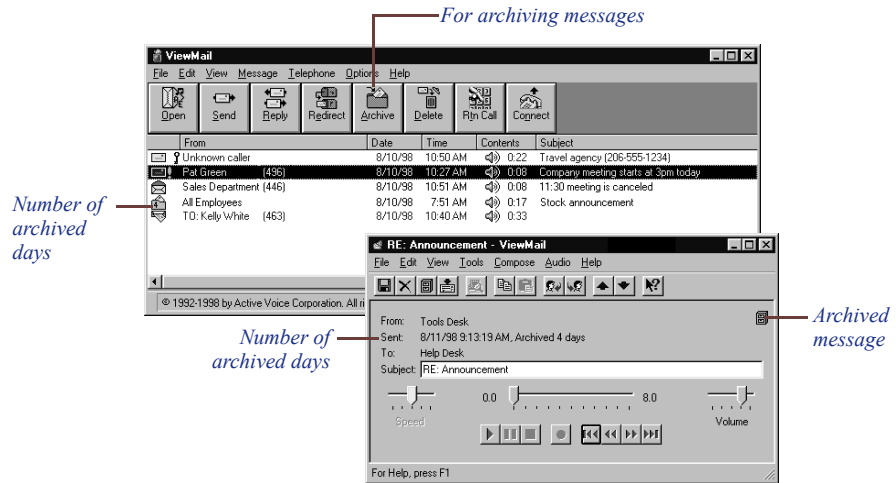 For archiving messages
ViewMail
File Edit View Message Telephone Options Help
Open Send Reply Redirect Archive Delete Rtn Call Connect
From Date Time Contents Subject
Unknown caller 8/10/98 10:50 AM 0:22 Travel agency (206-555-1234)
Pat Green (496) 8/10/98 10:27 AM 0:08 Company meeting starts at 3pm today
Sales Department (446) 8/10/98 10:51 AM 0:08 11:30 meeting is canceled
4 All Employees 8/10/98 7:51 AM 0:17 Stock announcement
TO: Kelly White (463) 8/10/98 10:40 AM 0:33
Number of
archived
days
© 1992-1998 by Active Voice Corporation. All ri
RE: Announcement - ViewMail
File Edit View Tools Compose Audio Help
From: Tools Desk
Sent: 8/11/98 9:13:19 AM, Archived 4 days
To: Help Desk
Subject: RE: Announcement
Number of
archived days
Archived
message
0.0 8.0
Speed Volume
For Help, press F1